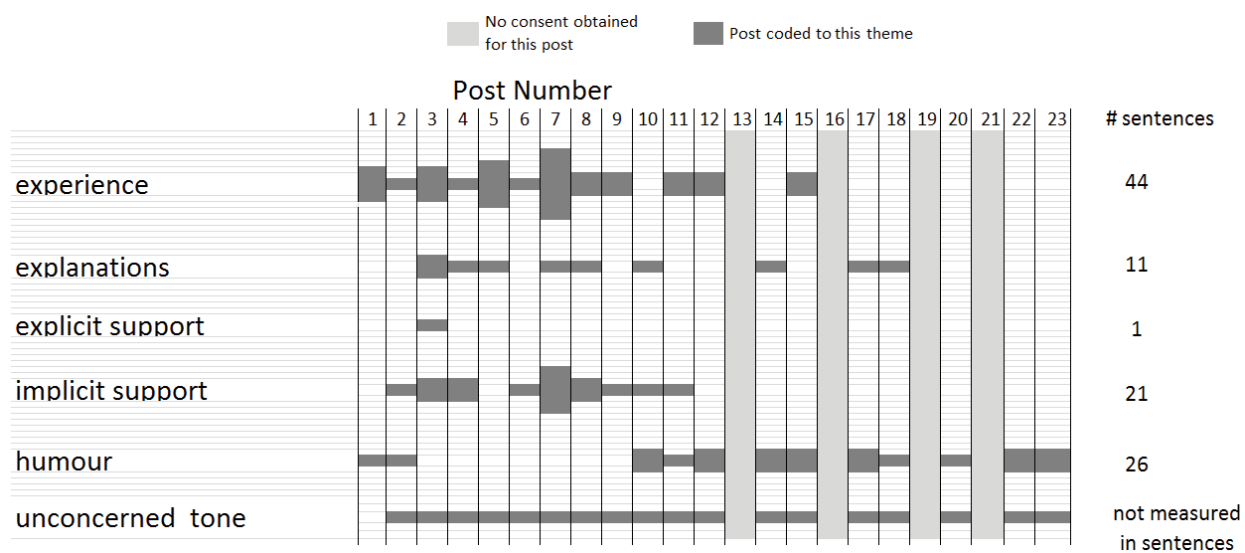 No consent obtained
for this post
Post coded to this theme
Post Number
1 2 3 4 5 6 7 8 9 10 11 12 13 14 15 16 17 18 19 20 21 22 23 # sentences
experience 44
explanations 11
explicit support 1
implicit support 21
humour 26
unconcerned tone not measured
in sentences